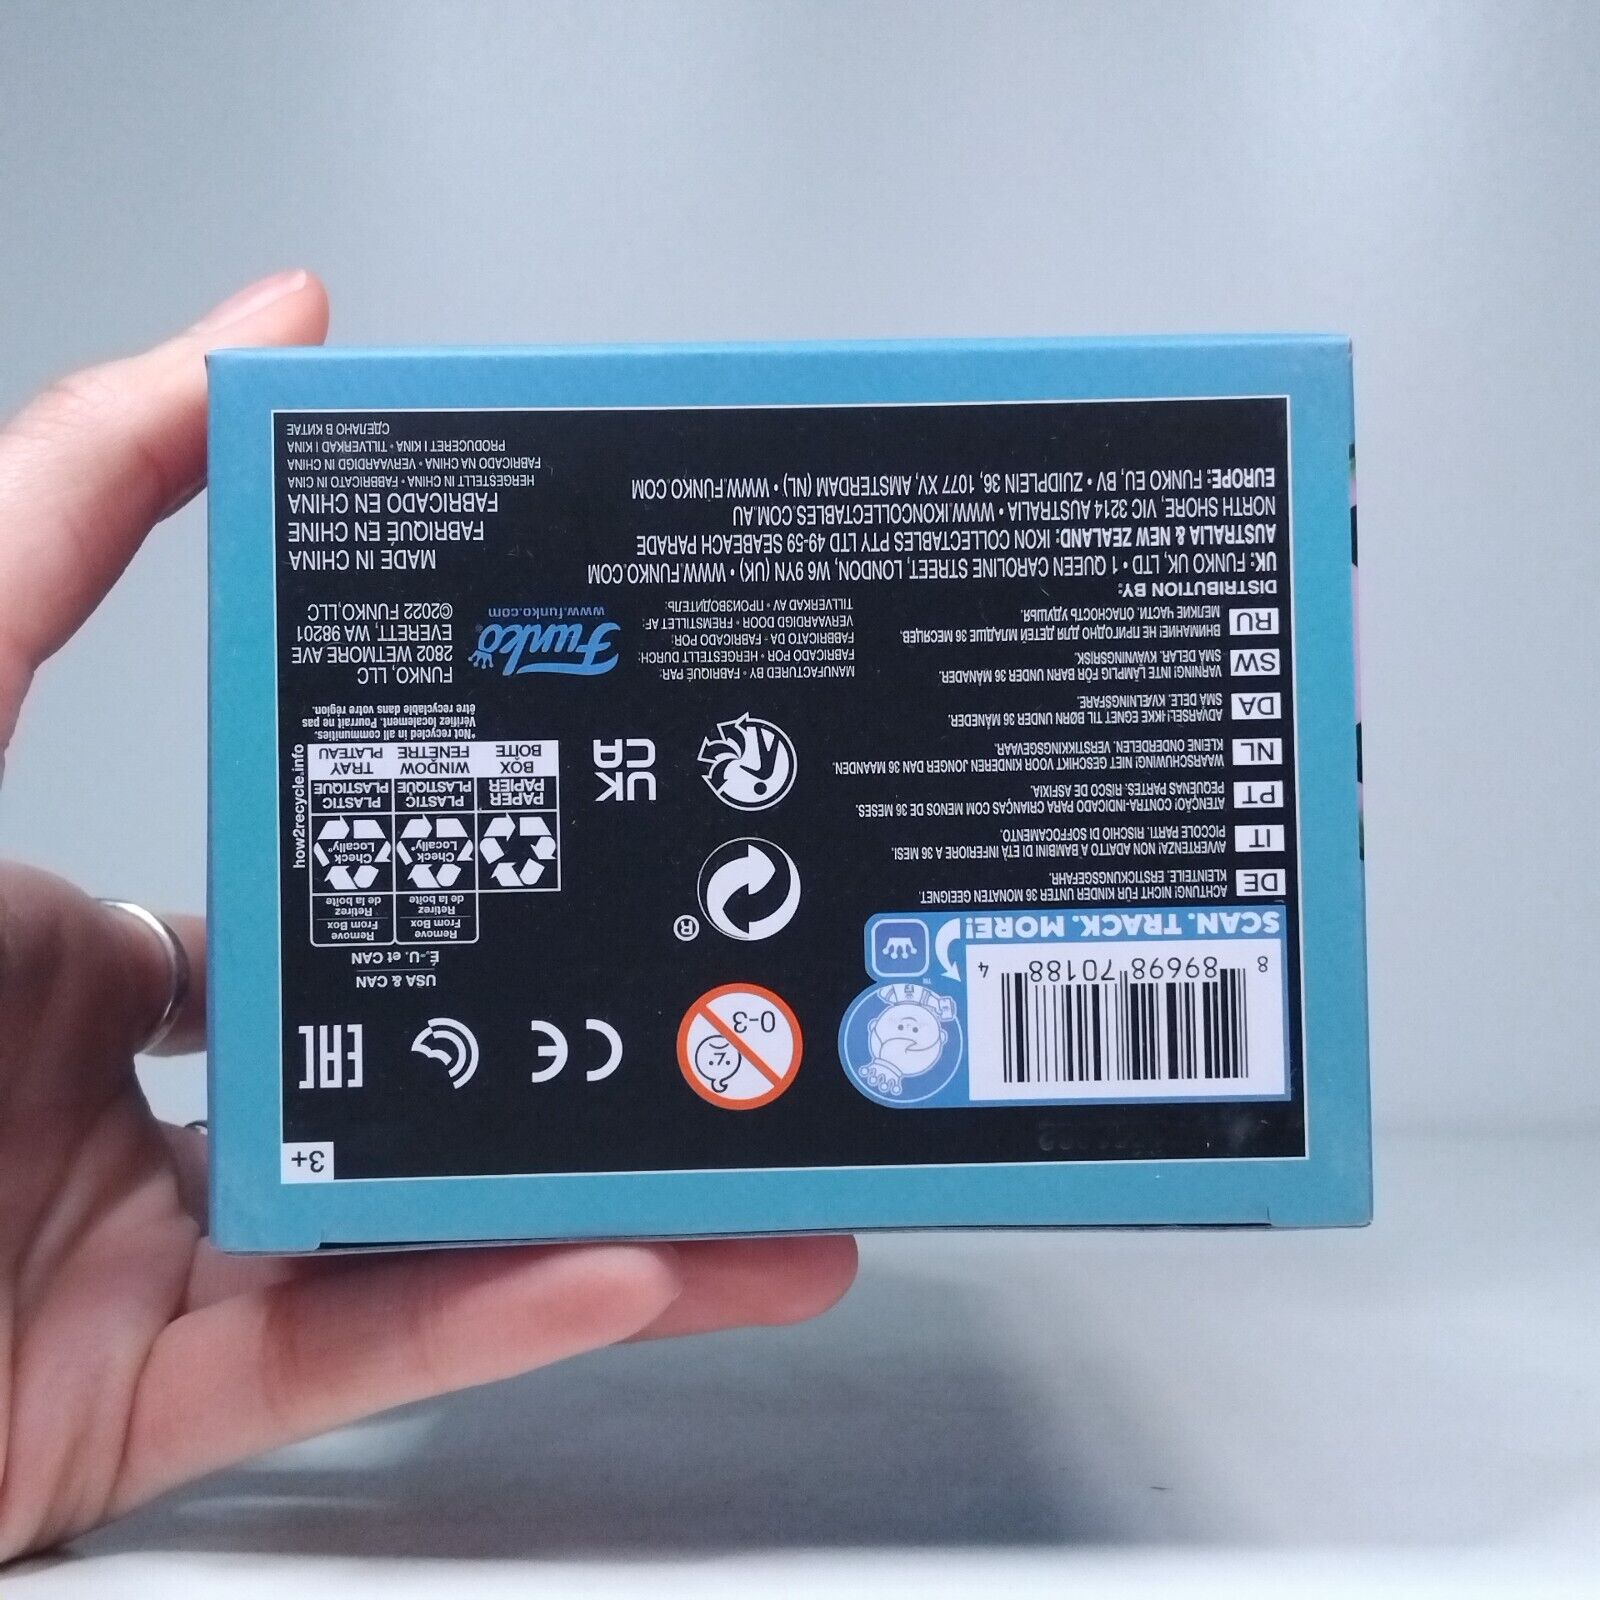 3+
8 89698 70188 4
SCAN. TRACK. MORE!
TM
0-3
CE
EAC
USA & CAN
É.-U. et CAN
Remove
From Box
Retirez
de la boîte
Remove
From Box
Retirez
de la boîte
Check
Locally*
Check
Locally*
PAPER
PAPIER
PLASTIC
PLASTIQUE
PLASTIC
PLASTIQUE
BOX
BOÎTE
WINDOW
FENÊTRE
TRAY
PLATEAU
how2recycle.info
*Not recycled in all communities.
Vérifiez localement. Pourrait ne pas
être recyclable dans votre région.
®
UK
CA
DE
ACHTUNG! NICHT FÜR KINDER UNTER 36 MONATEN GEEIGNET.
KLEINTEILE. ERSTICKUNGSGEFAHR.
IT
AVVERTENZA! NON ADATTO A BAMBINI DI ETÀ INFERIORE A 36 MESI.
PICCOLE PARTI. RISCHIO DI SOFFOCAMENTO.
PT
ATENÇÃO! CONTRA-INDICADO PARA CRIANÇAS COM MENOS DE 36 MESES.
PEQUENAS PARTES. RISCO DE ASFIXIA.
NL
WAARSCHUWING! NIET GESCHIKT VOOR KINDEREN JONGER DAN 36 MAANDEN.
KLEINE ONDERDELEN. VERSTIKKINGSGEVAAR.
DA
ADVARSEL! IKKE EGNET TIL BØRN UNDER 36 MÅNEDER.
SMÅ DELE. KVÆLNINGSFARE.
SW
VARNING! INTE LÄMPLIG FÖR BARN UNDER 36 MÅNADER.
SMÅ DELAR. KVÄVNINGSRISK.
RU
ВНИМАНИЕ! НЕ ПРИГОДНО ДЛЯ ДЕТЕЙ МЛАДШЕ 36 МЕСЯЦЕВ.
МЕЛКИЕ ЧАСТИ. ОПАСНОСТЬ УДУШЬЯ.
MANUFACTURED BY • FABRIQUÉ PAR:
FABRICADO POR • HERGESTELLT DURCH:
FABBRICATO DA • FABRICADO POR:
VERVAARDIGD DOOR • FREMSTILLET AF:
TILLVERKAD AV • ПРОИЗВОДИТЕЛЬ:
Funko®
www.funko.com
FUNKO, LLC
2802 WETMORE AVE
EVERETT, WA 98201
©2022 FUNKO,LLC
DISTRIBUTION BY:
UK: FUNKO UK, LTD • 1 QUEEN CAROLINE STREET, LONDON, W6 9YN (UK) • WWW.FUNKO.COM
AUSTRALIA & NEW ZEALAND: IKON COLLECTABLES PTY LTD 49-59 SEABEACH PARADE
NORTH SHORE, VIC 3214 AUSTRALIA • WWW.IKONCOLLECTABLES.COM.AU
EUROPE: FUNKO EU, BV • ZUIDPLEIN 36, 1077 XV, AMSTERDAM (NL) • WWW.FUNKO.COM
MADE IN CHINA
FABRIQUÉ EN CHINE
FABRICADO EN CHINA
HERGESTELLT IN CHINA • FABBRICATO IN CINA
FABRICADO NA CHINA • VERVAARDIGD IN CHINA
PRODUCERET I KINA • TILLVERKAD I KINA
СДЕЛАНО В КИТАЕ